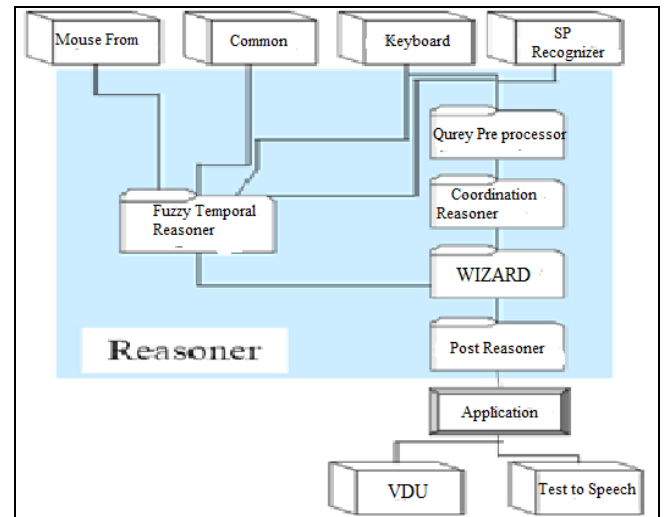 Mouse From
Common
Keyboard
SP
Recognizer
Qurey Pre processor
Coordination
Reasoner
Fuzzy Temporal
Reasoner
WIZARD
Reasoner
Post Reasoner
Application
VDU
Test to Speech